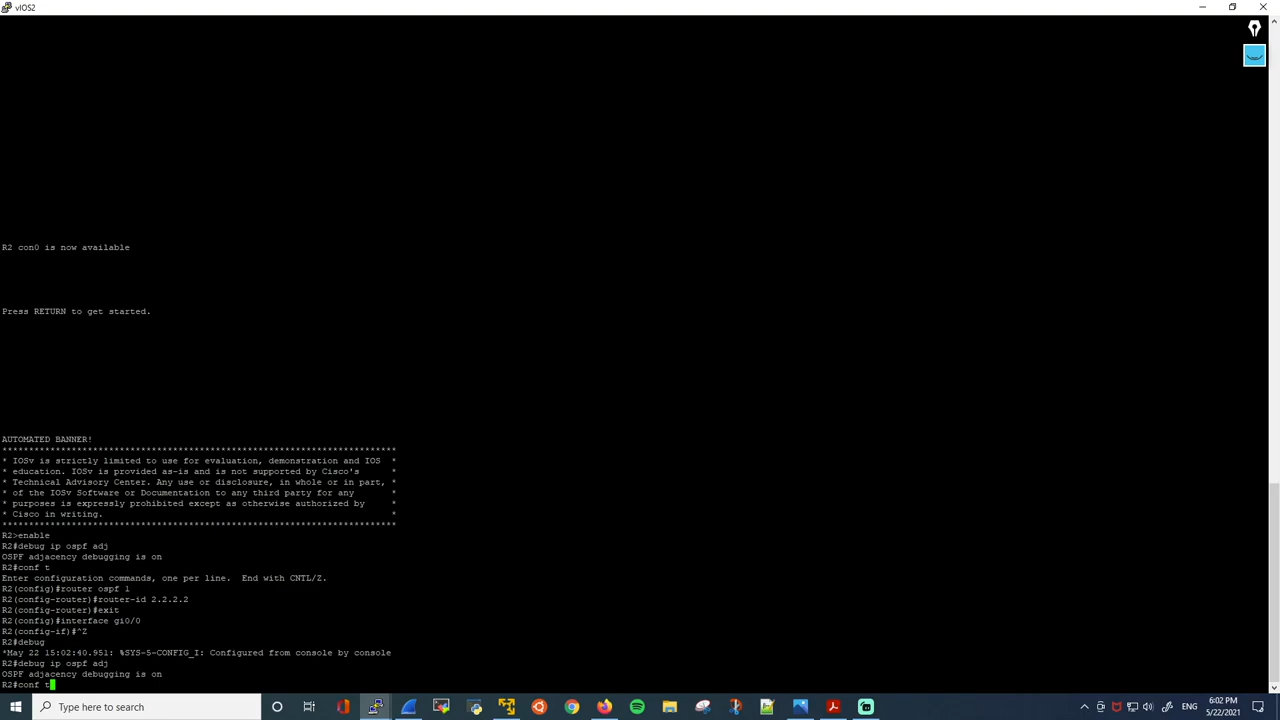 vIOS2
R2 con0 is now available
Press RETURN to get started.
AUTOMATED BANNER!
**************************************************************************
* IOSv is strictly limited to use for evaluation, demonstration and IOS  *
* education. IOSv is provided as-is and is not supported by Cisco's      *
* Technical Advisory Center. Any use or disclosure, in whole or in part, *
* of the IOSv Software or Documentation to any third party for any       *
* purposes is expressly prohibited except as otherwise authorized by     *
* Cisco in writing.                                                      *
**************************************************************************
R2>enable
R2#debug ip ospf adj
OSPF adjacency debugging is on
R2#conf t
Enter configuration commands, one per line.  End with CNTL/Z.
R2(config)#router ospf 1
R2(config-router)#router-id 2.2.2.2
R2(config-router)#exit
R2(config)#interface gi0/0
R2(config-if)#^Z
R2#debug
*May 22 15:02:40.951: %SYS-5-CONFIG_I: Configured from console by console
R2#debug ip ospf adj
OSPF adjacency debugging is on
R2#conf t
Type here to search
ENG
6:02 PM
5/22/2021